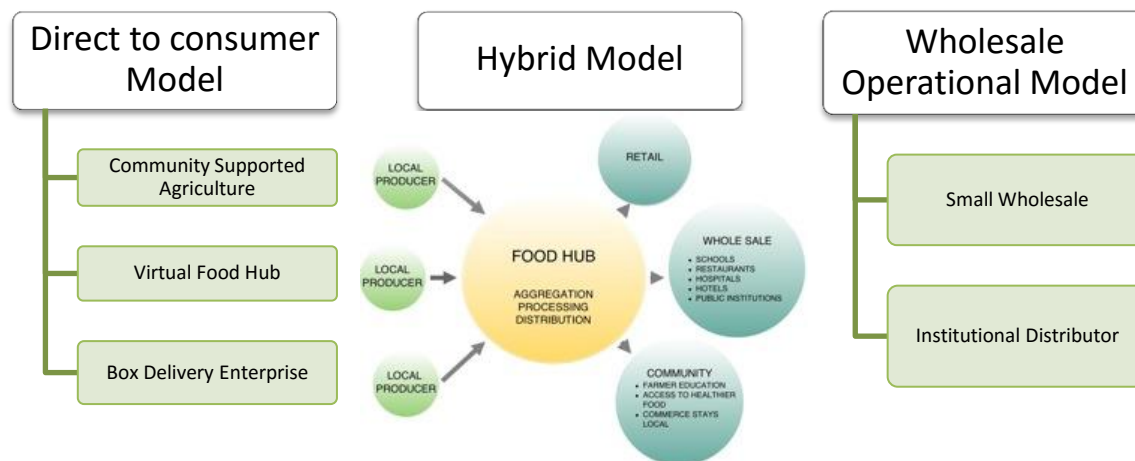 Direct to consumer
Model
Community Supported
Agriculture
Virtual Food Hub
Box Delivery Enterprise
Hybrid Model
LOCAL
PRODUCER
LOCAL
PRODUCER
LOCAL
PRODUCER
FOOD HUB
AGGREGATION
PROCESSING
DISTRIBUTION
RETAIL
WHOLE SALE
• SCHOOLS
• RESTAURANTS
• HOSPITALS
• HOTELS
• PUBLIC INSTITUTIONS
COMMUNITY
• FARMER EDUCATION
• ACCESS TO HEALTHIER
FOOD
• COMMERCE STAYS
LOCAL
Wholesale
Operational Model
Small Wholesale
Institutional Distributor